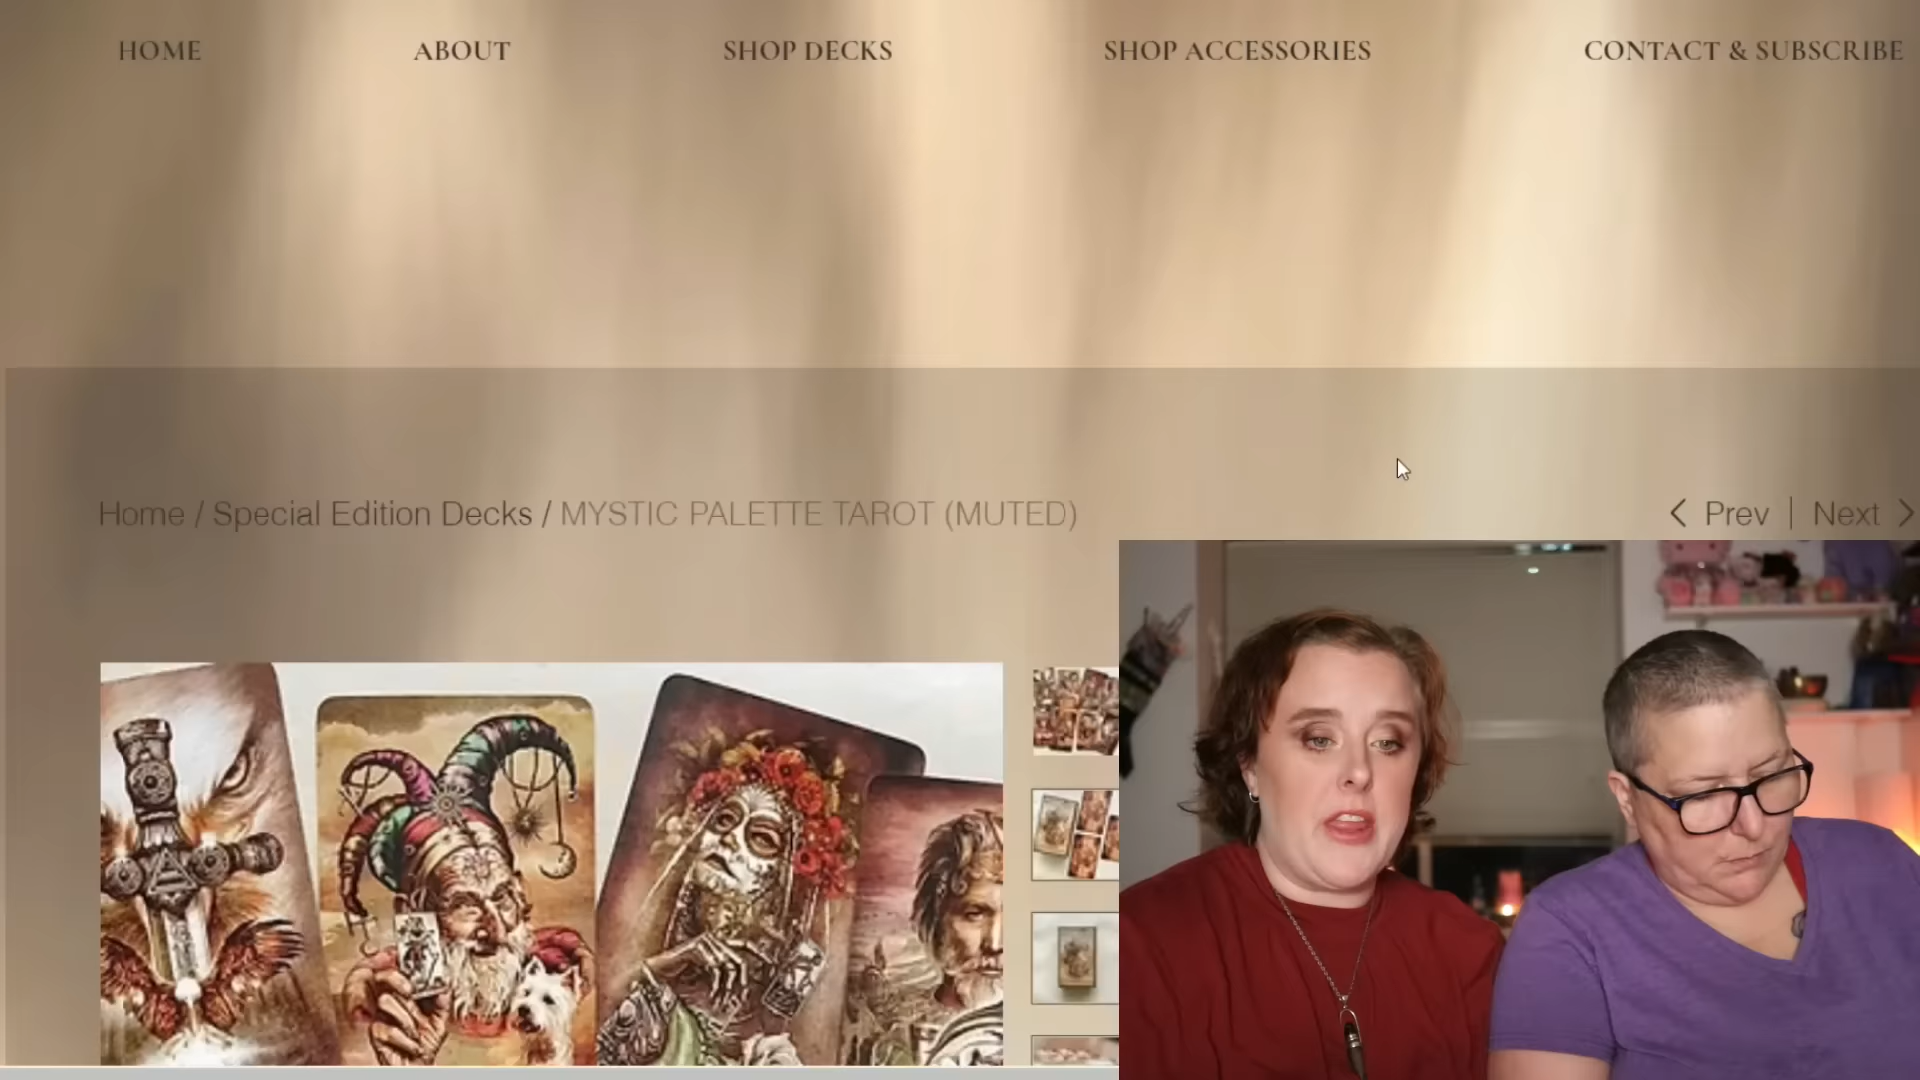 HOME ABOUT SHOP DECKS SHOP ACCESSORIES CONTACT & SUBSCRIBE
Home / Special Edition Decks / MYSTIC PALETTE TAROT (MUTED)
Prev | Next